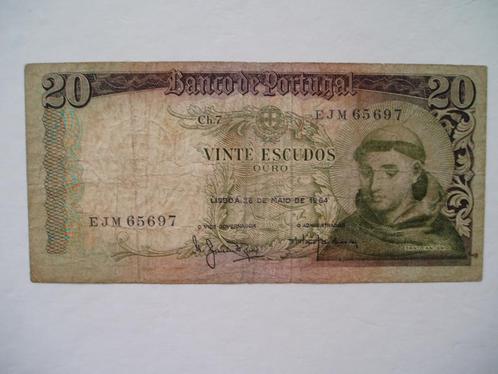 20 Banco de Portugal 20
Ch. 7
EJM 65697
VINTE ESCUDOS
OURO
LISBOA, 26 DE MAIO DE 1964
EJM 65697
O VICE-GOVERNADOR
O ADMINISTRADOR